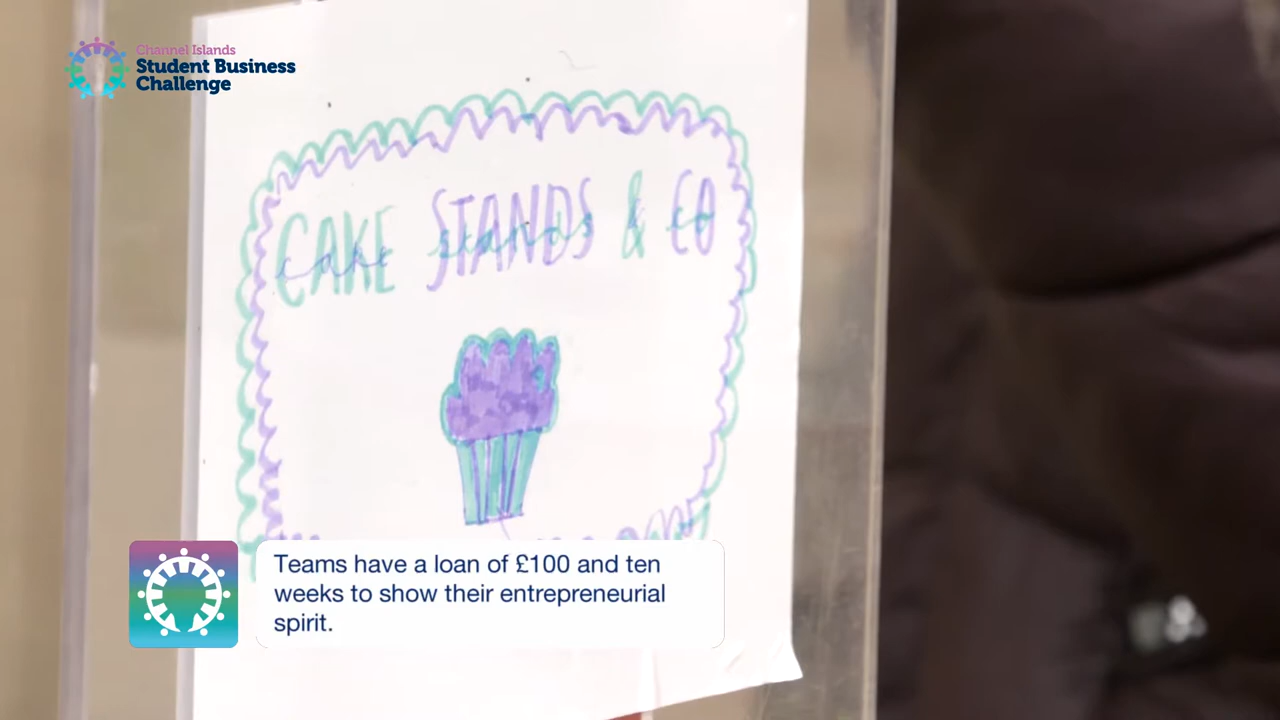 Channel Islands
Student Business
Challenge
CAKE STANDS & CO
cake stands & co
Teams have a loan of £100 and ten
weeks to show their entrepreneurial
spirit.